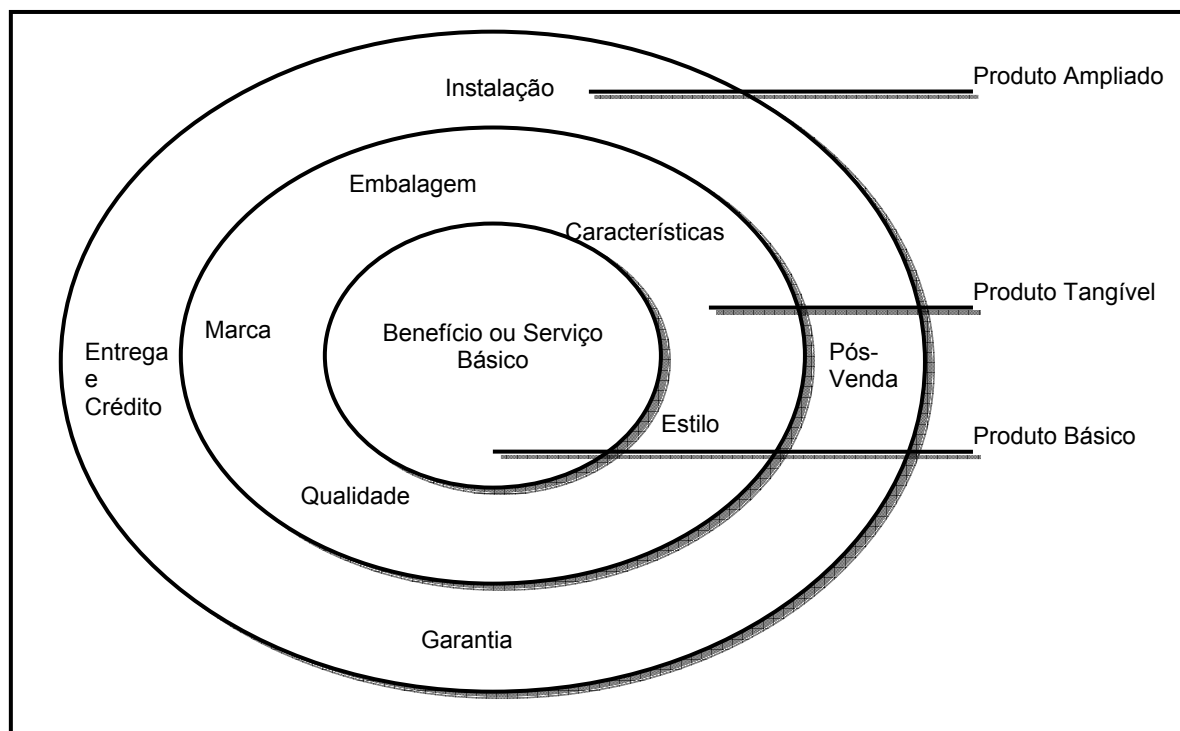 Produto Ampliado
Instalação
Embalagem
Características
Produto Tangível
Marca
Benefício ou Serviço
Básico
Entrega
e
Crédito
Pós-
Venda
Estilo
Produto Básico
Qualidade
Garantia